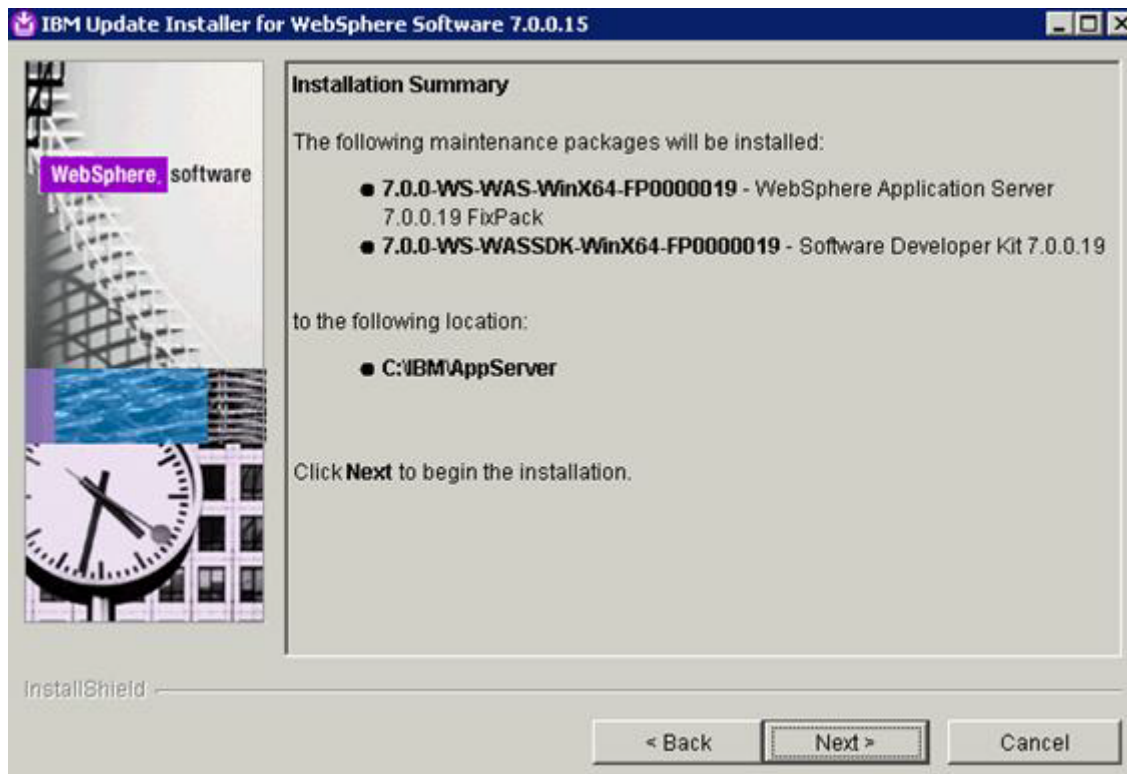 IBM Update Installer for WebSphere Software 7.0.0.15
WebSphere. software
Installation Summary
The following maintenance packages will be installed:
● 7.0.0-WS-WAS-WinX64-FP0000019 - WebSphere Application Server
7.0.0.19 FixPack
● 7.0.0-WS-WASSDK-WinX64-FP0000019 - Software Developer Kit 7.0.0.19
to the following location:
● C:\IBM\AppServer
Click Next to begin the installation.
InstallShield
< Back
Next >
Cancel